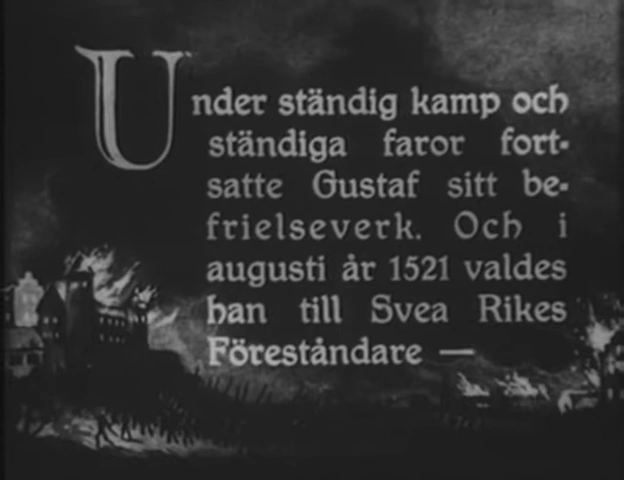 Under ständig kamp och
ständiga faror fort-
satte Gustaf sitt be-
frielseverk. Och i
augusti år 1521 valdes
han till Svea Rikes
Föreståndare —